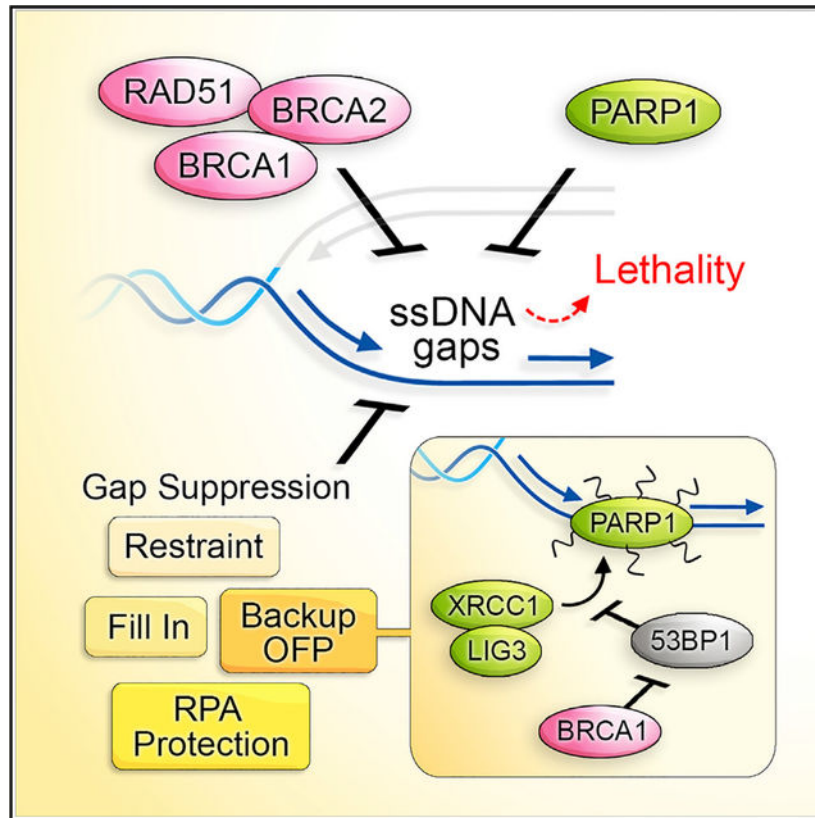 RAD51
BRCA2
BRCA1
PARP1
Lethality
ssDNA
gaps
Gap Suppression
Restraint
Fill In
Backup
OFP
RPA
Protection
PARP1
XRCC1
LIG3
53BP1
BRCA1